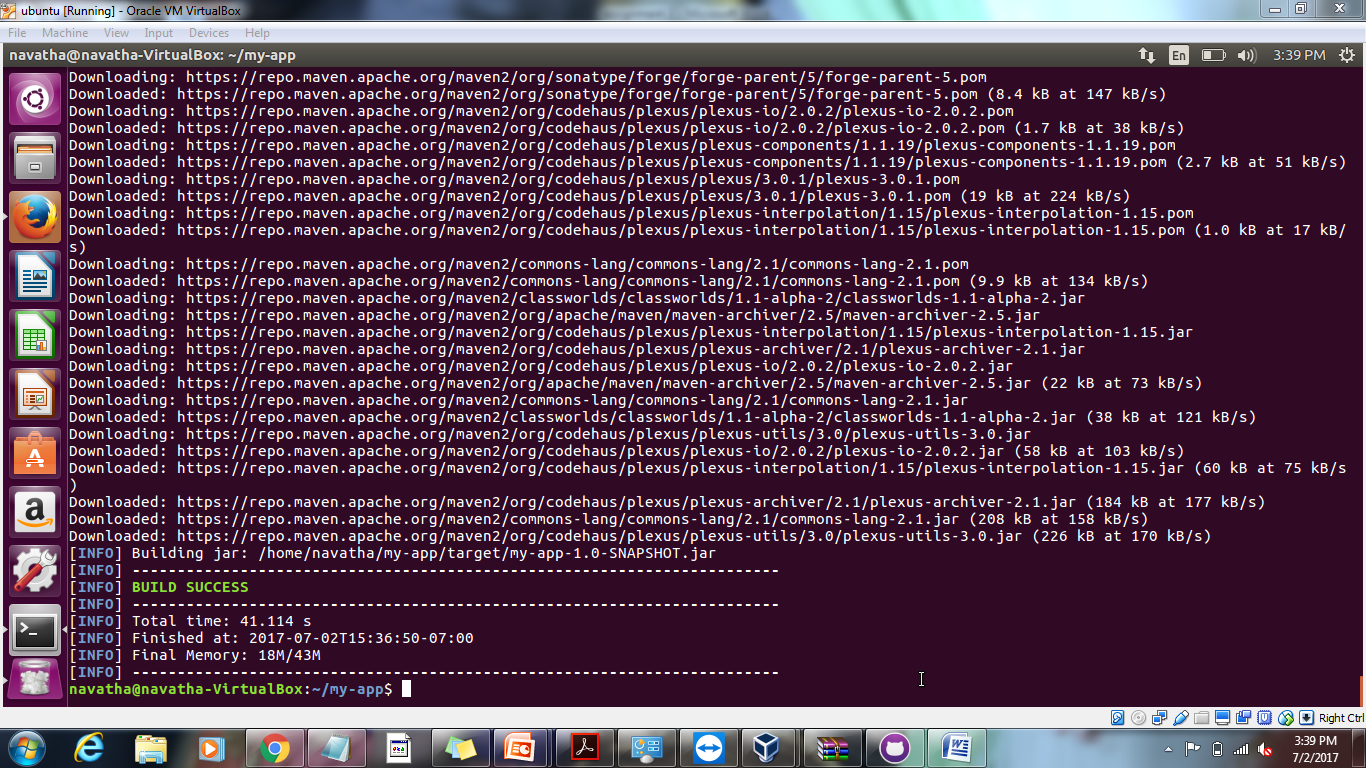 ubuntu [Running] - Oracle VM VirtualBox
File Machine View Input Devices Help
navatha@navatha-VirtualBox: ~/my-app
En
3:39 PM
Downloading: https://repo.maven.apache.org/maven2/org/sonatype/forge/forge-parent/5/forge-parent-5.pom
Downloaded: https://repo.maven.apache.org/maven2/org/sonatype/forge/forge-parent/5/forge-parent-5.pom (8.4 kB at 147 kB/s)
Downloading: https://repo.maven.apache.org/maven2/org/codehaus/plexus/plexus-io/2.0.2/plexus-io-2.0.2.pom
Downloaded: https://repo.maven.apache.org/maven2/org/codehaus/plexus/plexus-io/2.0.2/plexus-io-2.0.2.pom (1.7 kB at 38 kB/s)
Downloading: https://repo.maven.apache.org/maven2/org/codehaus/plexus/plexus-components/1.1.19/plexus-components-1.1.19.pom
Downloaded: https://repo.maven.apache.org/maven2/org/codehaus/plexus/plexus-components/1.1.19/plexus-components-1.1.19.pom (2.7 kB at 51 kB/s)
Downloading: https://repo.maven.apache.org/maven2/org/codehaus/plexus/plexus/3.0.1/plexus-3.0.1.pom
Downloaded: https://repo.maven.apache.org/maven2/org/codehaus/plexus/plexus/3.0.1/plexus-3.0.1.pom (19 kB at 224 kB/s)
Downloading: https://repo.maven.apache.org/maven2/org/codehaus/plexus/plexus-interpolation/1.15/plexus-interpolation-1.15.pom
Downloaded: https://repo.maven.apache.org/maven2/org/codehaus/plexus/plexus-interpolation/1.15/plexus-interpolation-1.15.pom (1.0 kB at 17 kB/
s)
Downloading: https://repo.maven.apache.org/maven2/commons-lang/commons-lang/2.1/commons-lang-2.1.pom
Downloaded: https://repo.maven.apache.org/maven2/commons-lang/commons-lang/2.1/commons-lang-2.1.pom (9.9 kB at 134 kB/s)
Downloading: https://repo.maven.apache.org/maven2/classworlds/classworlds/1.1-alpha-2/classworlds-1.1-alpha-2.jar
Downloading: https://repo.maven.apache.org/maven2/org/apache/maven/maven-archiver/2.5/maven-archiver-2.5.jar
Downloading: https://repo.maven.apache.org/maven2/org/codehaus/plexus/plexus-interpolation/1.15/plexus-interpolation-1.15.jar
Downloading: https://repo.maven.apache.org/maven2/org/codehaus/plexus/plexus-archiver/2.1/plexus-archiver-2.1.jar
Downloading: https://repo.maven.apache.org/maven2/org/codehaus/plexus/plexus-io/2.0.2/plexus-io-2.0.2.jar
Downloaded: https://repo.maven.apache.org/maven2/org/apache/maven/maven-archiver/2.5/maven-archiver-2.5.jar (22 kB at 73 kB/s)
Downloading: https://repo.maven.apache.org/maven2/commons-lang/commons-lang/2.1/commons-lang-2.1.jar
Downloaded: https://repo.maven.apache.org/maven2/classworlds/classworlds/1.1-alpha-2/classworlds-1.1-alpha-2.jar (38 kB at 121 kB/s)
Downloading: https://repo.maven.apache.org/maven2/org/codehaus/plexus/plexus-utils/3.0/plexus-utils-3.0.jar
Downloaded: https://repo.maven.apache.org/maven2/org/codehaus/plexus/plexus-io/2.0.2/plexus-io-2.0.2.jar (58 kB at 103 kB/s)
Downloaded: https://repo.maven.apache.org/maven2/org/codehaus/plexus/plexus-interpolation/1.15/plexus-interpolation-1.15.jar (60 kB at 75 kB/s
)
Downloaded: https://repo.maven.apache.org/maven2/org/codehaus/plexus/plexus-archiver/2.1/plexus-archiver-2.1.jar (184 kB at 177 kB/s)
Downloaded: https://repo.maven.apache.org/maven2/commons-lang/commons-lang/2.1/commons-lang-2.1.jar (208 kB at 158 kB/s)
Downloaded: https://repo.maven.apache.org/maven2/org/codehaus/plexus/plexus-utils/3.0/plexus-utils-3.0.jar (226 kB at 170 kB/s)
[INFO] Building jar: /home/navatha/my-app/target/my-app-1.0-SNAPSHOT.jar
[INFO] ------------------------------------------------------------------------
[INFO] BUILD SUCCESS
[INFO] ------------------------------------------------------------------------
[INFO] Total time: 41.114 s
[INFO] Finished at: 2017-07-02T15:36:50-07:00
[INFO] Final Memory: 18M/43M
[INFO] ------------------------------------------------------------------------
navatha@navatha-VirtualBox:~/my-app$
Right Ctrl
3:39 PM
7/2/2017